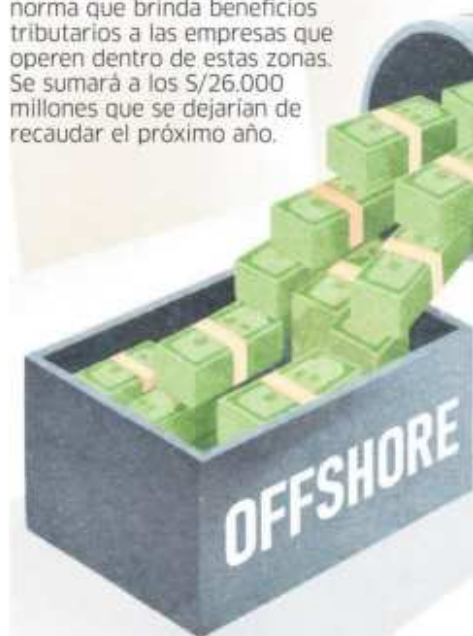 norma que brinda beneficios
tributarios a las empresas que
operen dentro de estas zonas.
Se sumará a los S/26.000
millones que se dejarían de
recaudar el próximo año.
OFFSHORE